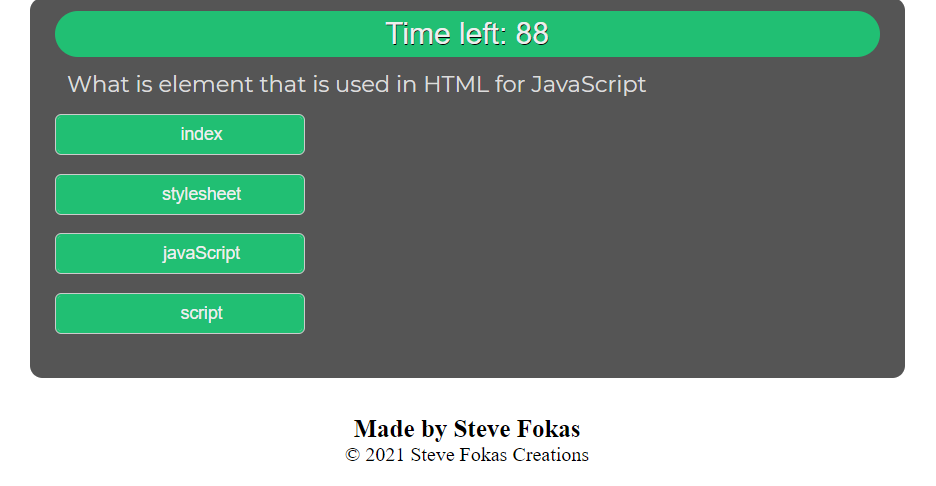 Time left: 88
What is element that is used in HTML for JavaScript
index
stylesheet
javaScript
script
Made by Steve Fokas
© 2021 Steve Fokas Creations